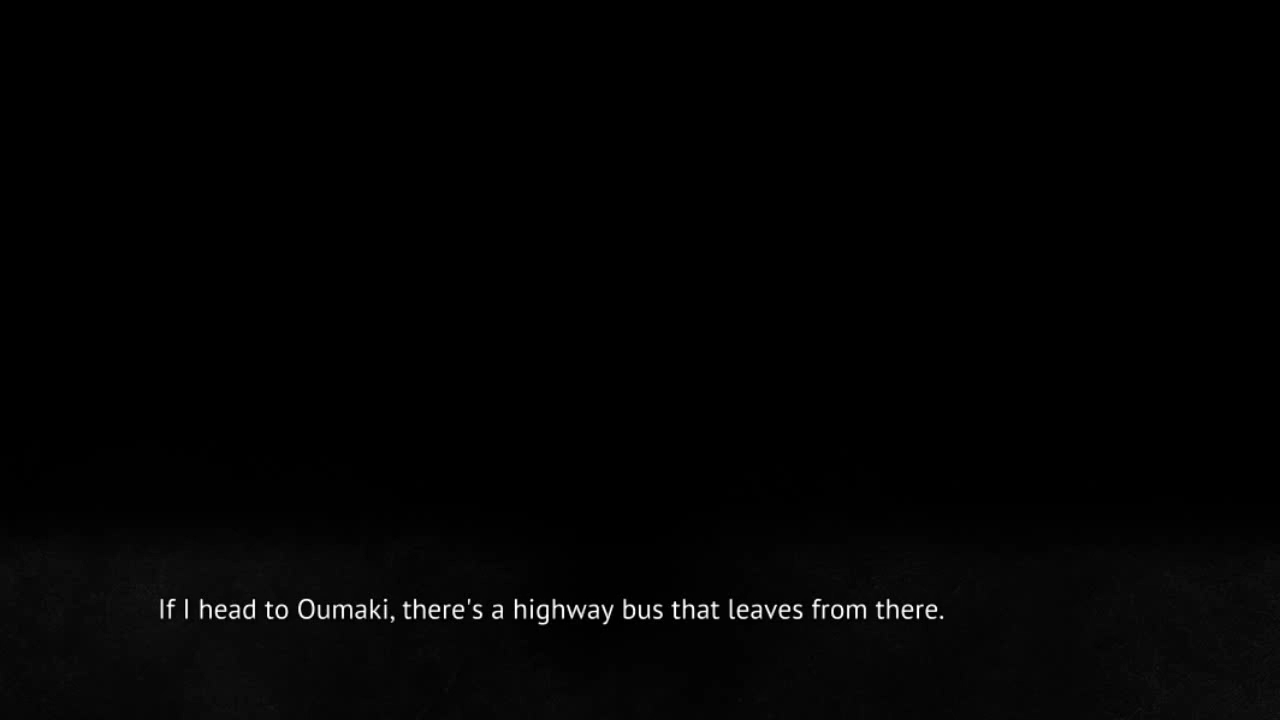 If I head to Oumaki, there's a highway bus that leaves from there.